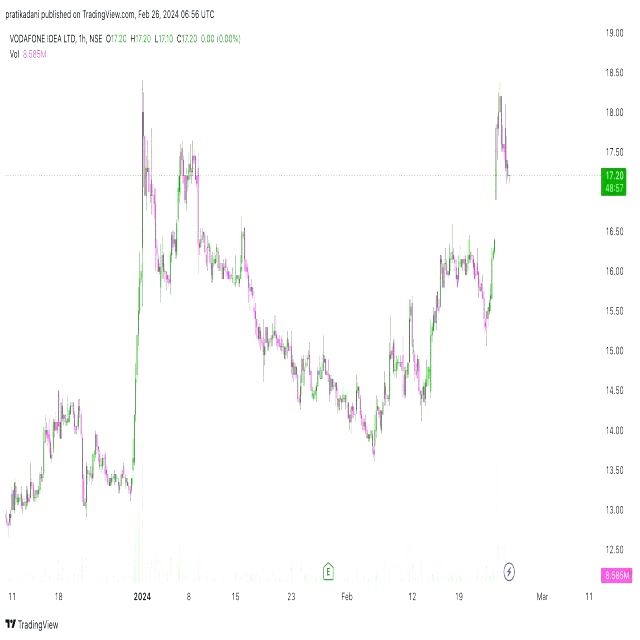 pratikadani published on TradingView.com, Feb 26, 2024 06:56 UTC
VODAFONE IDEA LTD, 1h, NSE O17.20 H17.20 L17.10 C17.20 0.00 (0.00%)
Vol 8.585M
19.00
18.50
18.00
17.50
17.20
48:57
16.50
16.00
15.50
15.00
14.50
14.00
13.50
13.00
12.50
8.585M
E
11 18 2024 8 15 23 Feb 12 19 Mar 11
TradingView